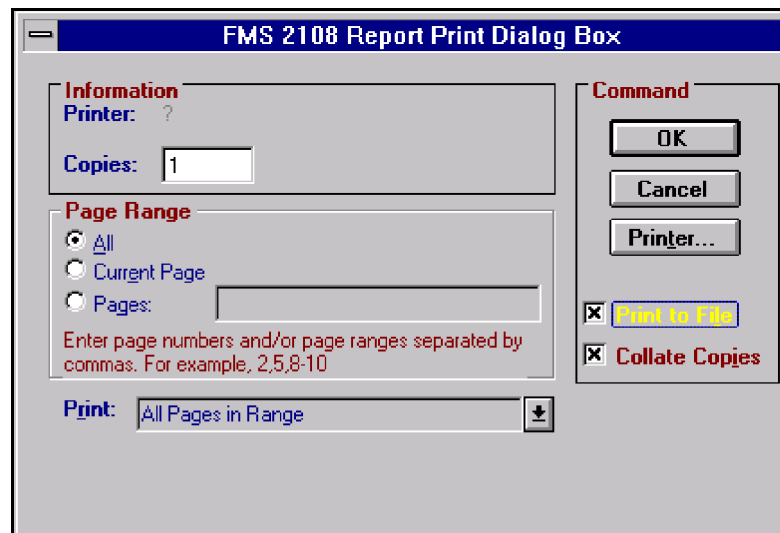 FMS 2108 Report Print Dialog Box
Information
Printer: ?
Copies: 1
Page Range
All
Current Page
Pages:
Enter page numbers and/or page ranges separated by
commas. For example, 2,5,8-10
Print: All Pages in Range
Command
OK
Cancel
Printer...
Print to File
Collate Copies